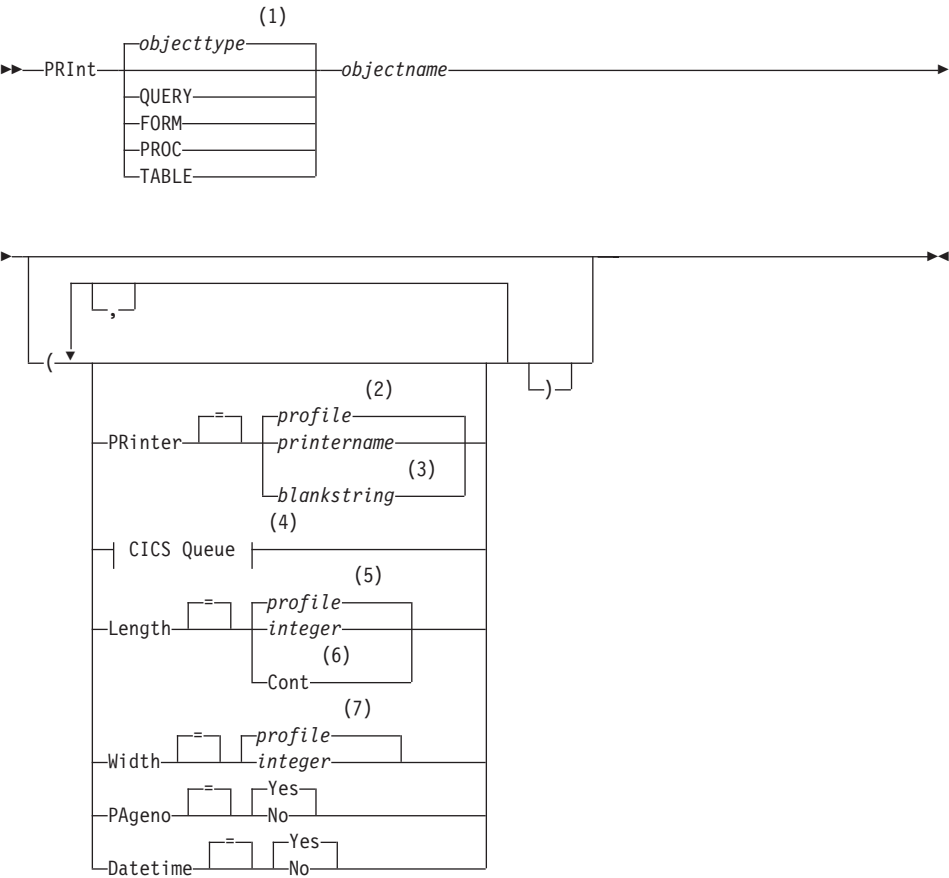 (1)
objecttype
PRInt objectname
QUERY
FORM
PROC
TABLE
,
( )
(2)
= profile
PRinter printername
(3)
blankstring
(4)
CICS Queue
(5)
= profile
Length integer
(6)
Cont
(7)
= profile
Width integer
= Yes
PAgeno No
= Yes
Datetime No